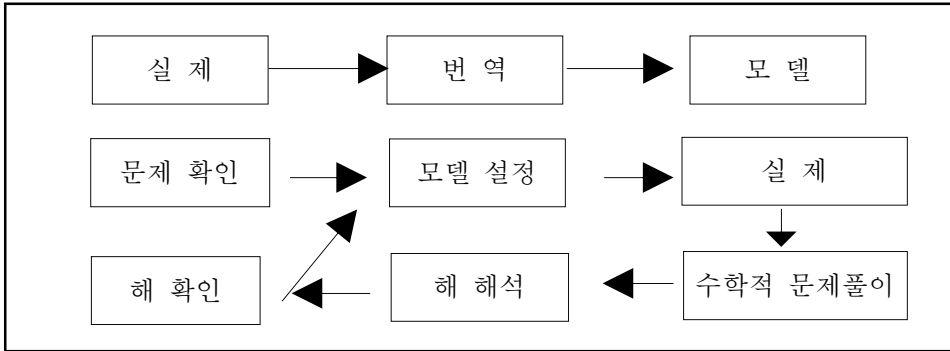 실 제 번 역 모 델
문제 확인 모델 설정 실 제
해 확인 해 해석 수학적 문제풀이